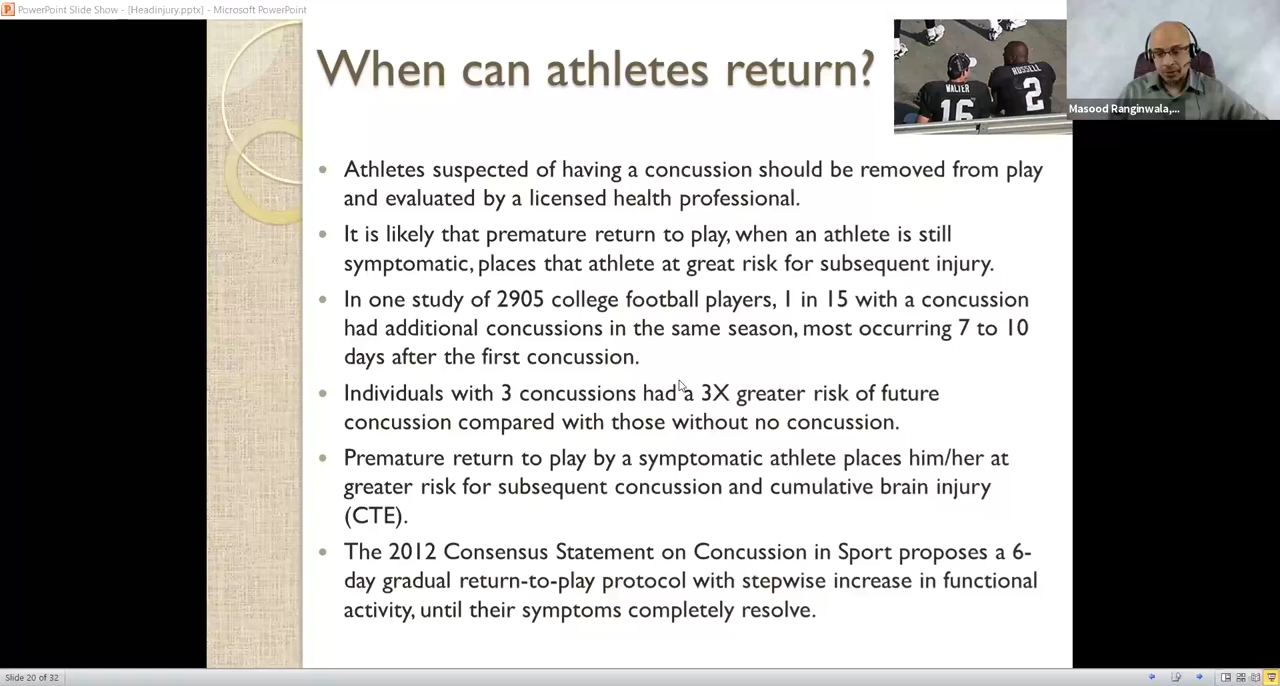 PowerPoint Slide Show - [Headinjury.pptx] - Microsoft PowerPoint
When can athletes return?
WALTER
16
RUSSELL
2
Masood Ranginwala,...
Athletes suspected of having a concussion should be removed from play
and evaluated by a licensed health professional.
It is likely that premature return to play, when an athlete is still
symptomatic, places that athlete at great risk for subsequent injury.
In one study of 2905 college football players, 1 in 15 with a concussion
had additional concussions in the same season, most occurring 7 to 10
days after the first concussion.
Individuals with 3 concussions had a 3X greater risk of future
concussion compared with those without no concussion.
Premature return to play by a symptomatic athlete places him/her at
greater risk for subsequent concussion and cumulative brain injury
(CTE).
The 2012 Consensus Statement on Concussion in Sport proposes a 6-
day gradual return-to-play protocol with stepwise increase in functional
activity, until their symptoms completely resolve.
Slide 20 of 32